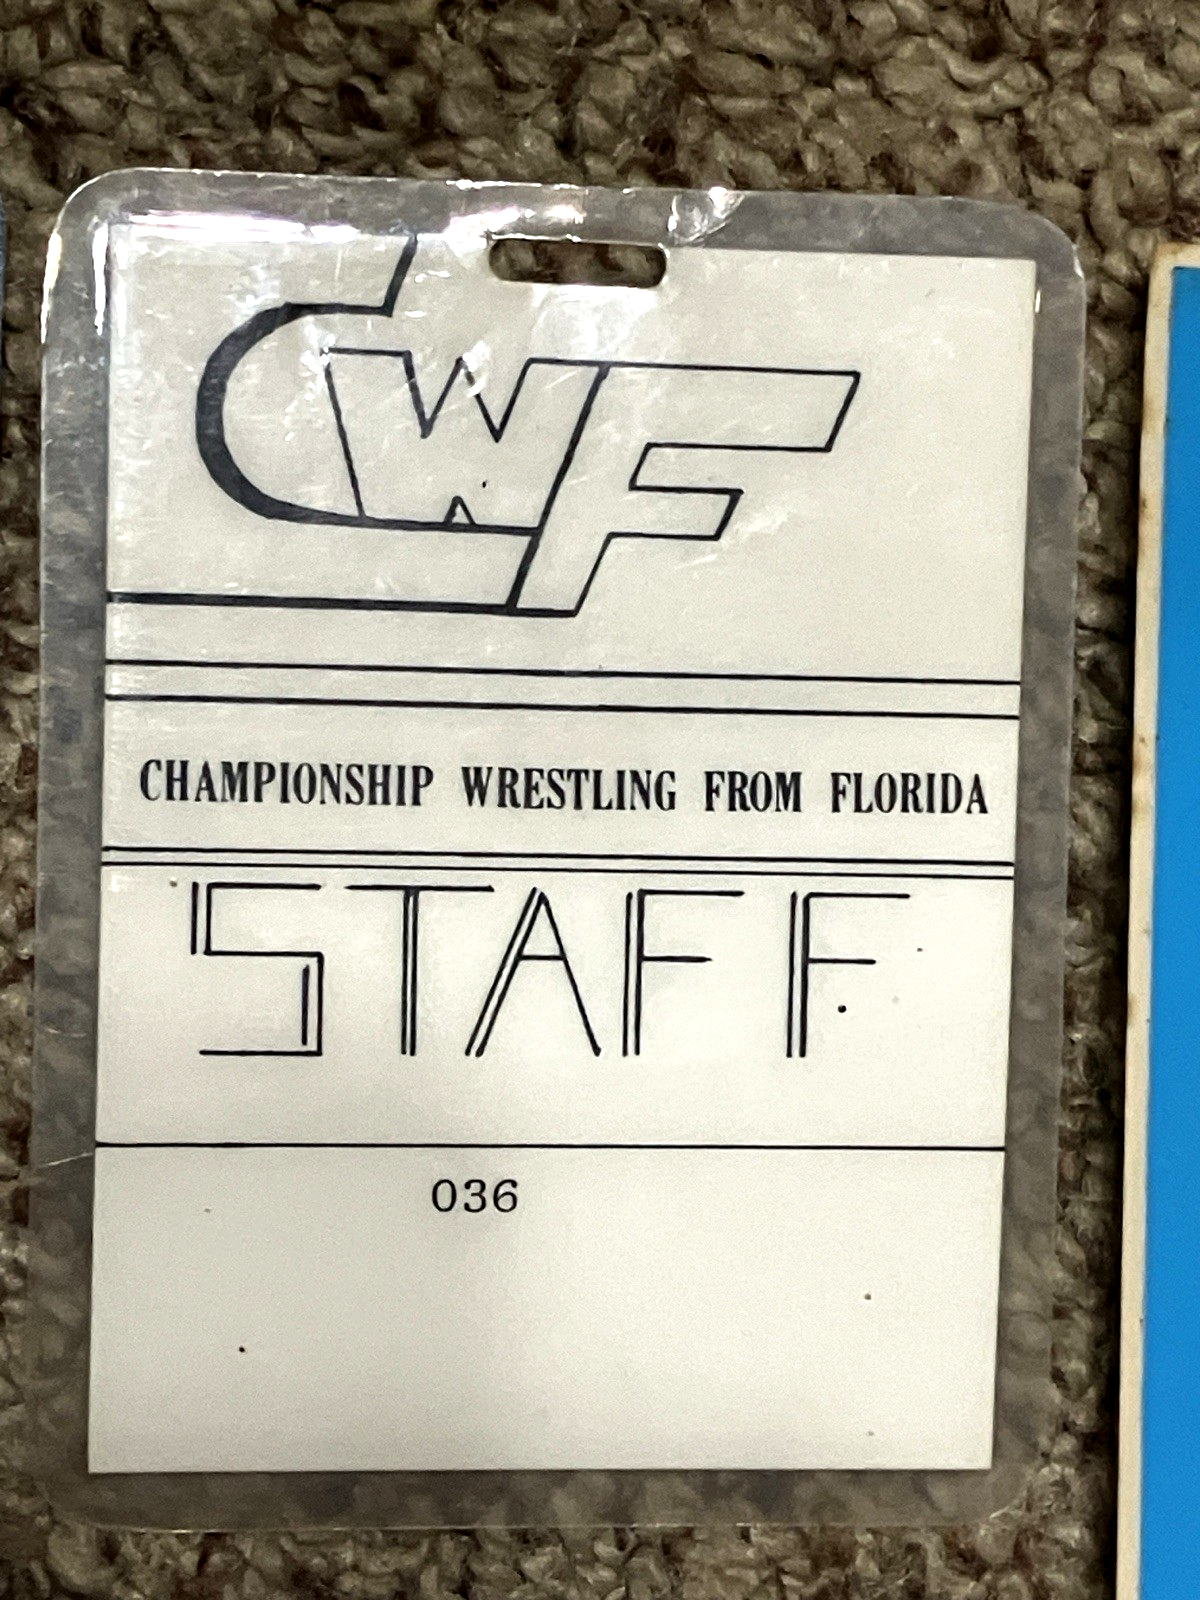 CWF
CHAMPIONSHIP WRESTLING FROM FLORIDA
STAFF
036